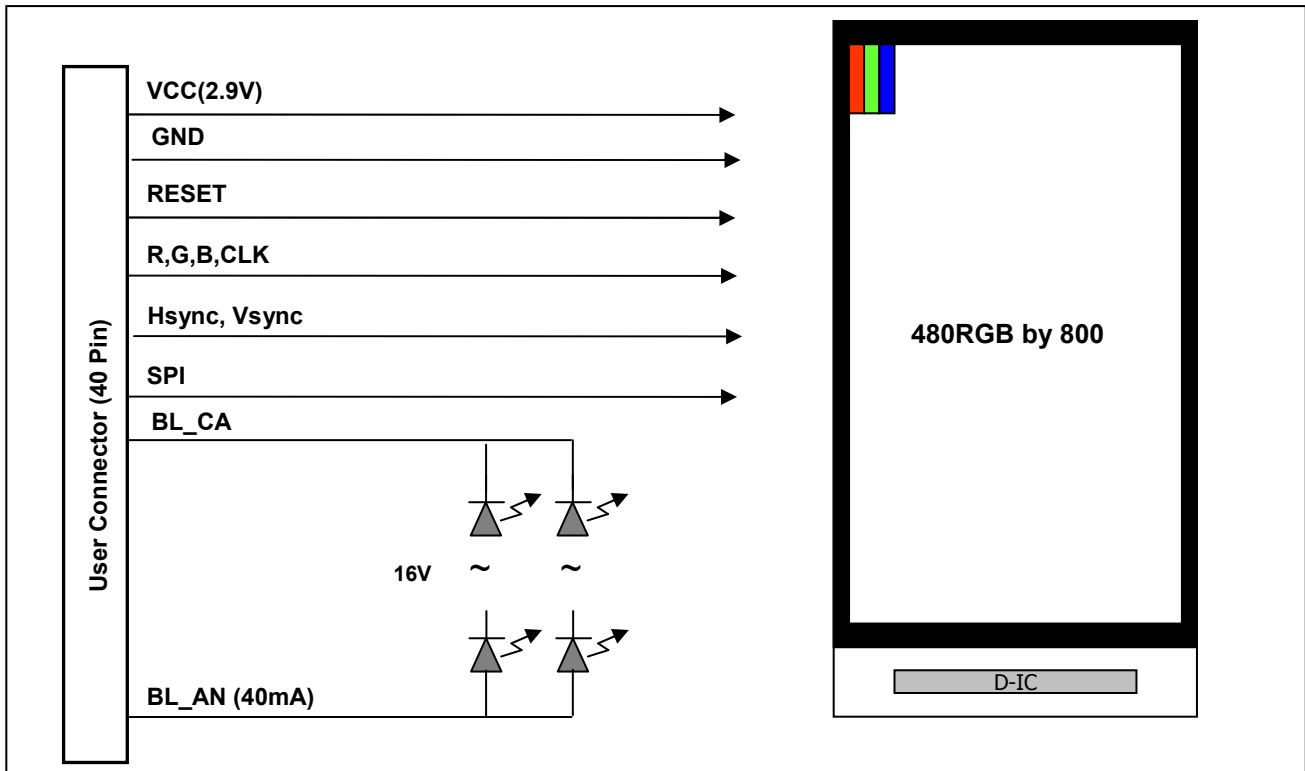 User Connector (40 Pin)
VCC(2.9V)
GND
RESET
R,G,B,CLK
Hsync, Vsync
SPI
BL_CA
16V
~ ~
BL_AN (40mA)
480RGB by 800
D-IC